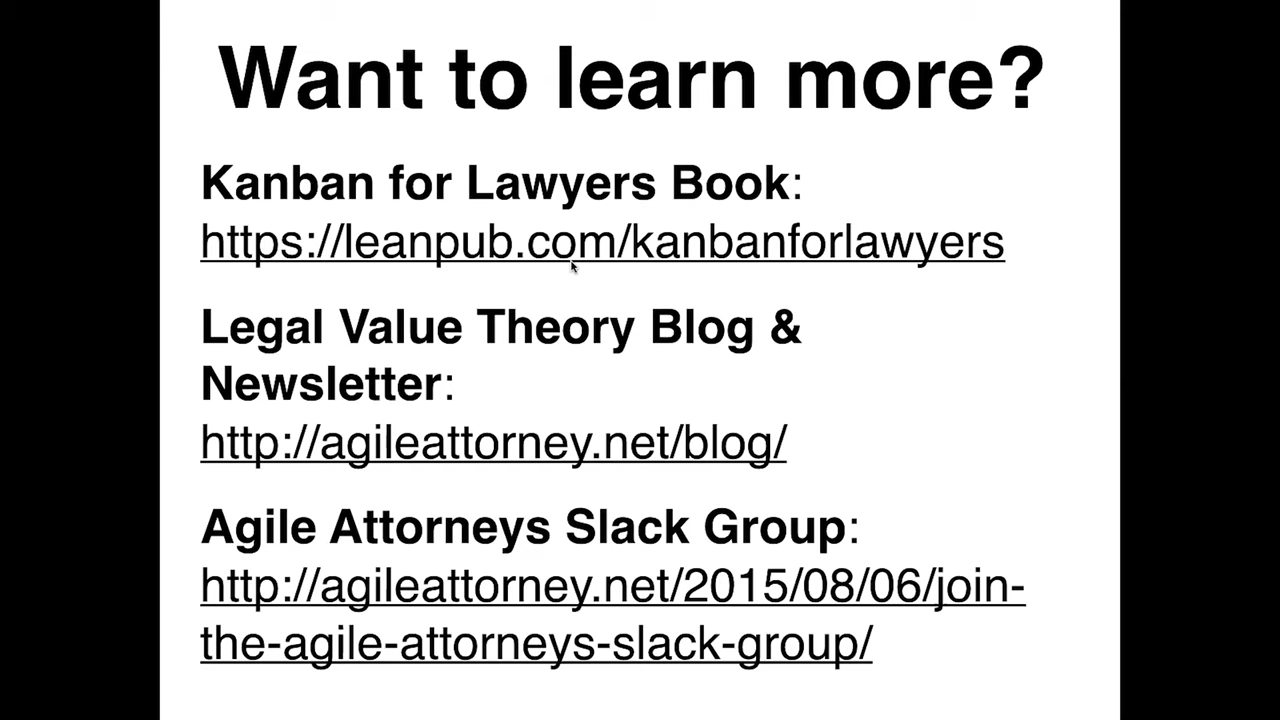 Want to learn more?
Kanban for Lawyers Book:
https://leanpub.com/kanbanforlawyers
Legal Value Theory Blog &
Newsletter:
http://agileattorney.net/blog/
Agile Attorneys Slack Group:
http://agileattorney.net/2015/08/06/join-
the-agile-attorneys-slack-group/